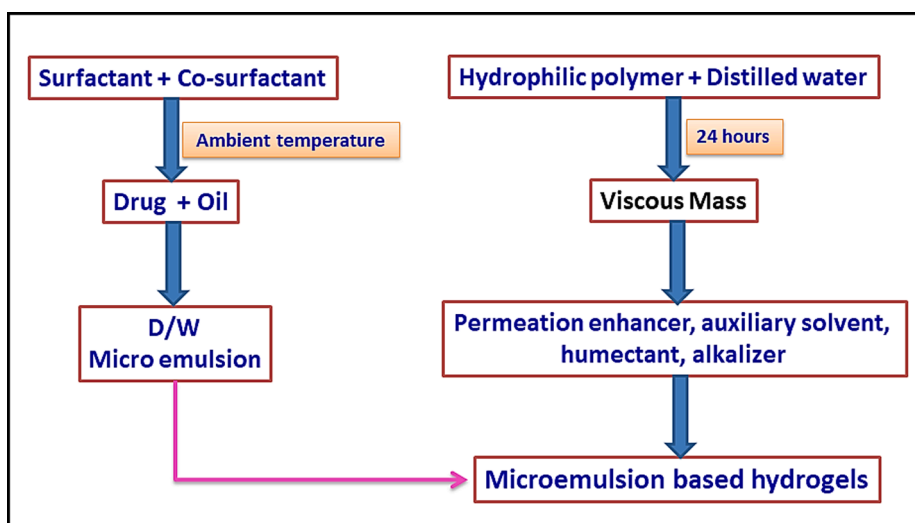 Surfactant + Co-surfactant
Ambient temperature
Drug + Oil
D/W
Micro emulsion
Hydrophilic polymer + Distilled water
24 hours
Viscous Mass
Permeation enhancer, auxiliary solvent,
humectant, alkalizer
Microemulsion based hydrogels